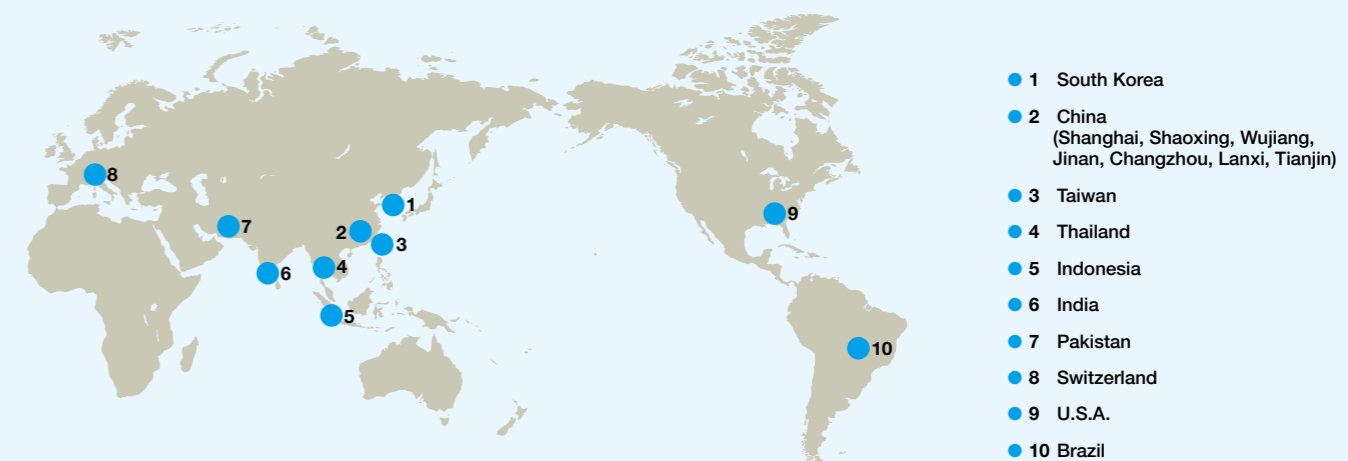 8
1
7
2
3
4
6
5
9
10
1 South Korea
2 China
(Shanghai, Shaoxing, Wujiang,
Jinan, Changzhou, Lanxi, Tianjin)
3 Taiwan
4 Thailand
5 Indonesia
6 India
7 Pakistan
8 Switzerland
9 U.S.A.
10 Brazil